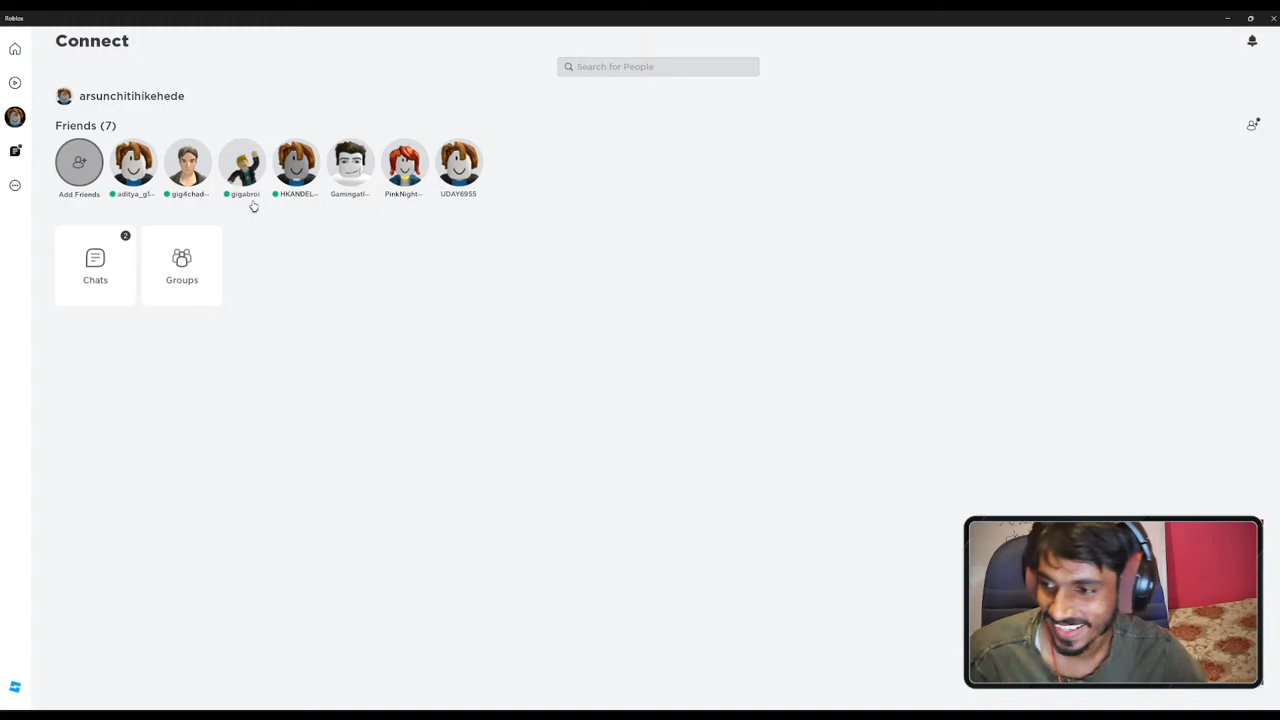 Roblox
Connect
Search for People
arsunchitihikehede
Friends (7)
Add Friends
aditya_g1--
gig4chad--
gigabroi
HKANDEL--
Gamingatl--
PinkNight--
UDAY6955
2
Chats
Groups